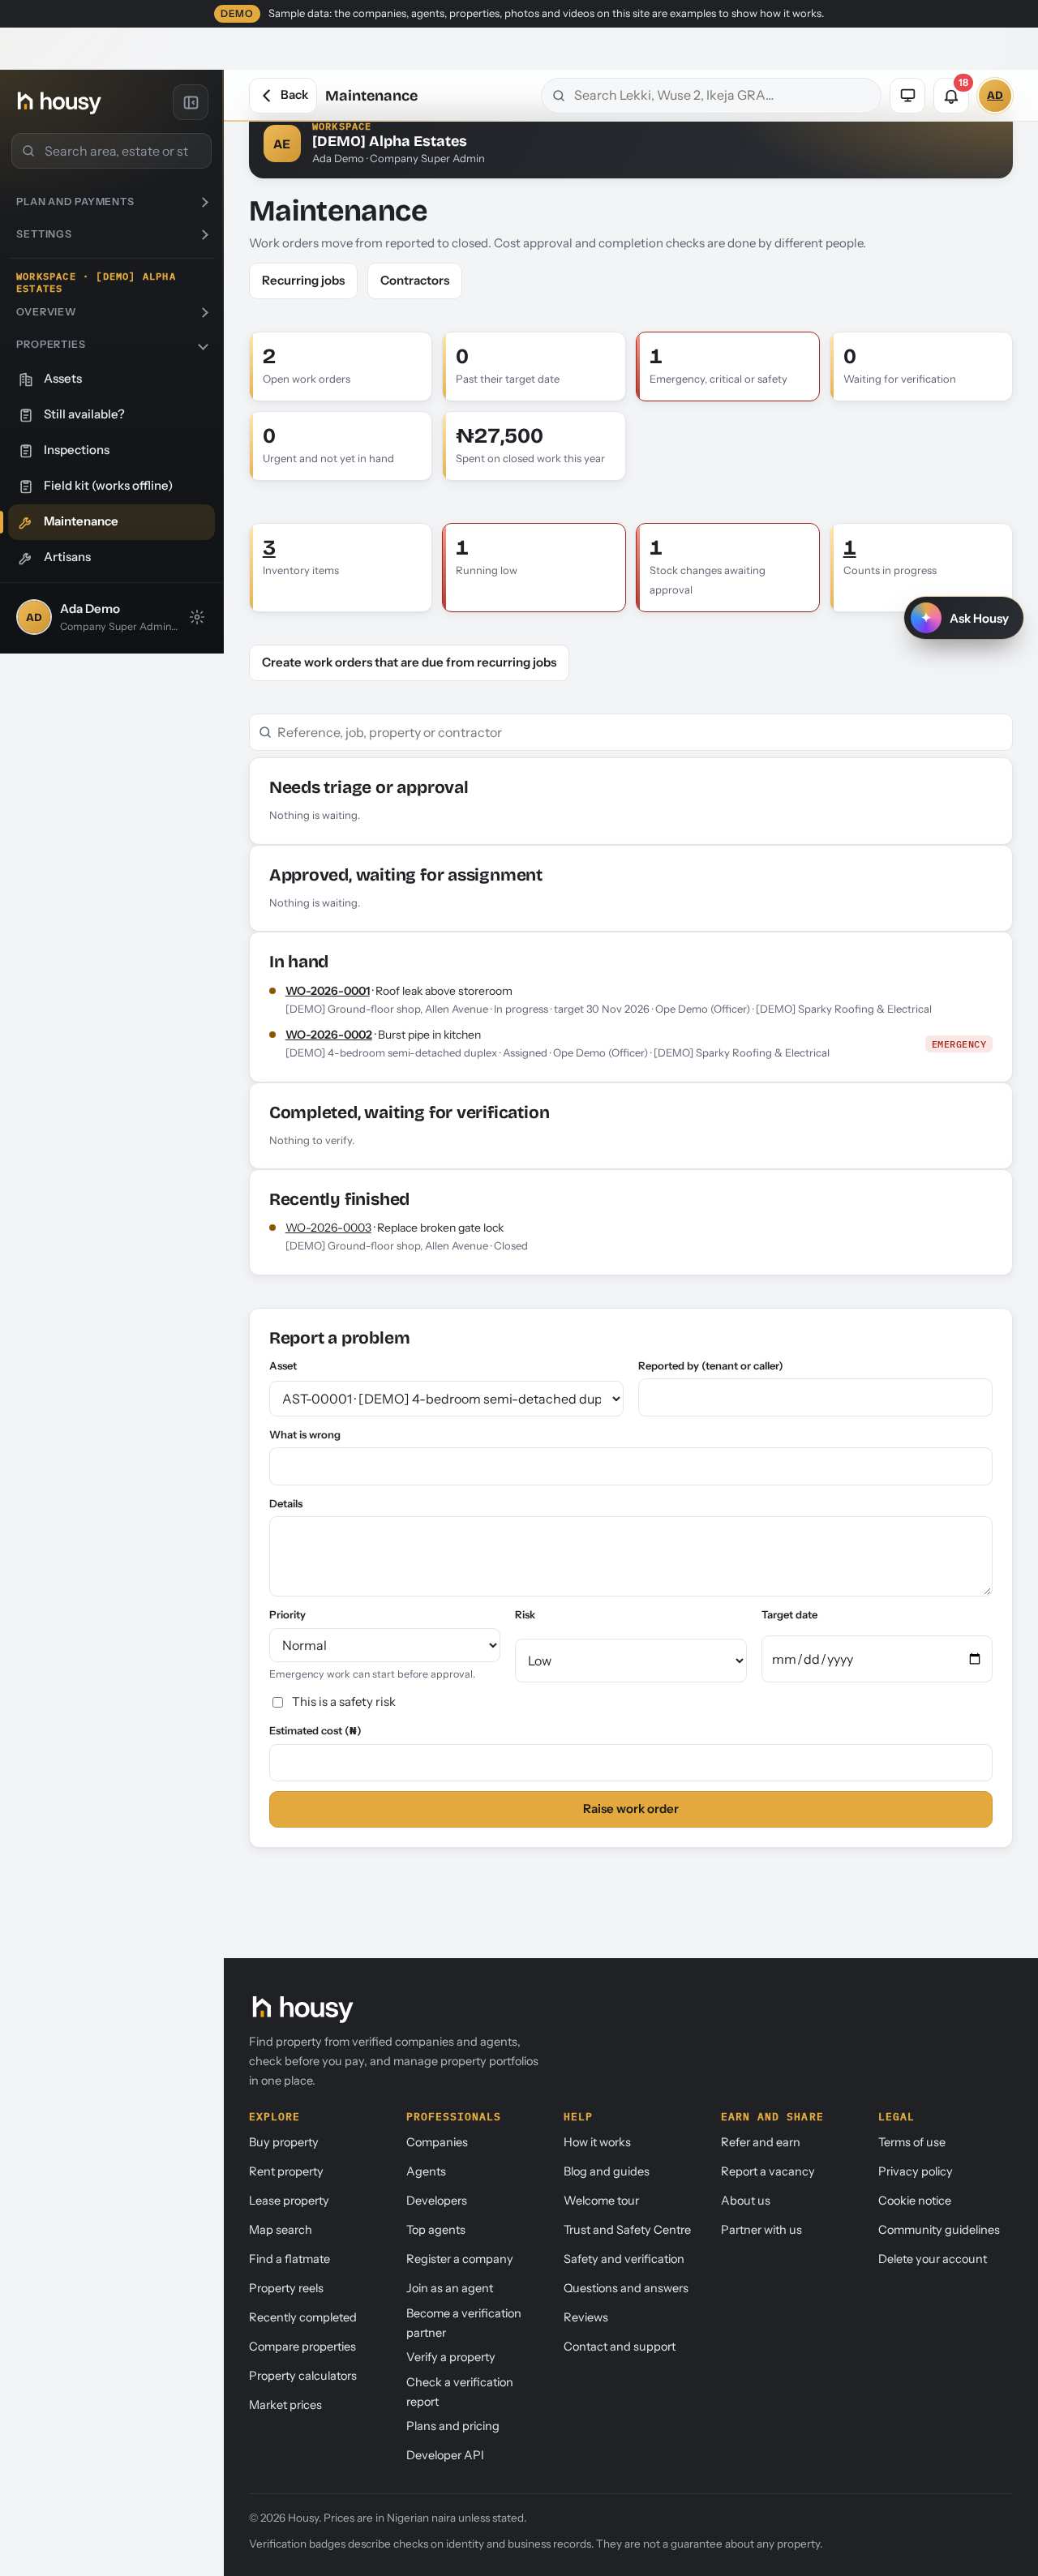 DEMO Sample data: the companies, agents, properties, photos and videos on this site are examples to show how it works.
housy
Search area, estate or st
PLAN AND PAYMENTS
SETTINGS
WORKSPACE · [DEMO] ALPHA
ESTATES
OVERVIEW
PROPERTIES
Assets
Still available?
Inspections
Field kit (works offline)
Maintenance
Artisans
AD
Ada Demo
Company Super Admin...
Back
Maintenance
Search Lekki, Wuse 2, Ikeja GRA...
18
AD
AE
WORKSPACE
[DEMO] Alpha Estates
Ada Demo · Company Super Admin
Maintenance
Work orders move from reported to closed. Cost approval and completion checks are done by different people.
Recurring jobs
Contractors
2
Open work orders
0
Past their target date
1
Emergency, critical or safety
0
Waiting for verification
0
Urgent and not yet in hand
₦27,500
Spent on closed work this year
3
Inventory items
1
Running low
1
Stock changes awaiting
approval
1
Counts in progress
Ask Housy
Create work orders that are due from recurring jobs
Reference, job, property or contractor
Needs triage or approval
Nothing is waiting.
Approved, waiting for assignment
Nothing is waiting.
In hand
WO-2026-0001 · Roof leak above storeroom
[DEMO] Ground-floor shop, Allen Avenue · In progress · target 30 Nov 2026 · Ope Demo (Officer) · [DEMO] Sparky Roofing & Electrical
WO-2026-0002 · Burst pipe in kitchen
[DEMO] 4-bedroom semi-detached duplex · Assigned · Ope Demo (Officer) · [DEMO] Sparky Roofing & Electrical
EMERGENCY
Completed, waiting for verification
Nothing to verify.
Recently finished
WO-2026-0003 · Replace broken gate lock
[DEMO] Ground-floor shop, Allen Avenue · Closed
Report a problem
Asset
AST-00001 · [DEMO] 4-bedroom semi-detached dup
Reported by (tenant or caller)
What is wrong
Details
Priority
Normal
Emergency work can start before approval.
Risk
Low
Target date
mm/dd/yyyy
This is a safety risk
Estimated cost (₦)
Raise work order
housy
Find property from verified companies and agents,
check before you pay, and manage property portfolios
in one place.
EXPLORE
Buy property
Rent property
Lease property
Map search
Find a flatmate
Property reels
Recently completed
Compare properties
Property calculators
Market prices
PROFESSIONALS
Companies
Agents
Developers
Top agents
Register a company
Join as an agent
Become a verification
partner
Verify a property
Check a verification
report
Plans and pricing
Developer API
HELP
How it works
Blog and guides
Welcome tour
Trust and Safety Centre
Safety and verification
Questions and answers
Reviews
Contact and support
EARN AND SHARE
Refer and earn
Report a vacancy
About us
Partner with us
LEGAL
Terms of use
Privacy policy
Cookie notice
Community guidelines
Delete your account
© 2026 Housy. Prices are in Nigerian naira unless stated.
Verification badges describe checks on identity and business records. They are not a guarantee about any property.